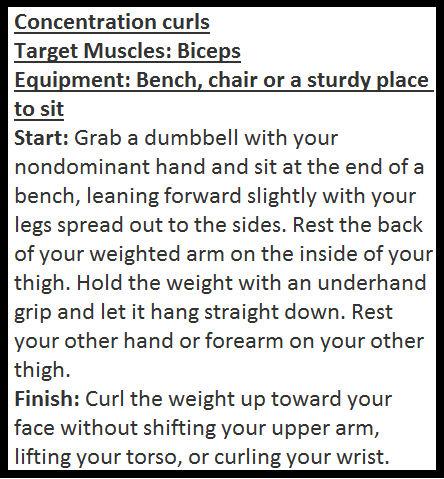 Concentration curls
Target Muscles: Biceps
Equipment: Bench, chair or a sturdy place
to sit
Start: Grab a dumbbell with your
nondominant hand and sit at the end of a
bench, leaning forward slightly with your
legs spread out to the sides. Rest the back
of your weighted arm on the inside of your
thigh. Hold the weight with an underhand
grip and let it hang straight down. Rest
your other hand or forearm on your other
thigh.
Finish: Curl the weight up toward your
face without shifting your upper arm,
lifting your torso, or curling your wrist.